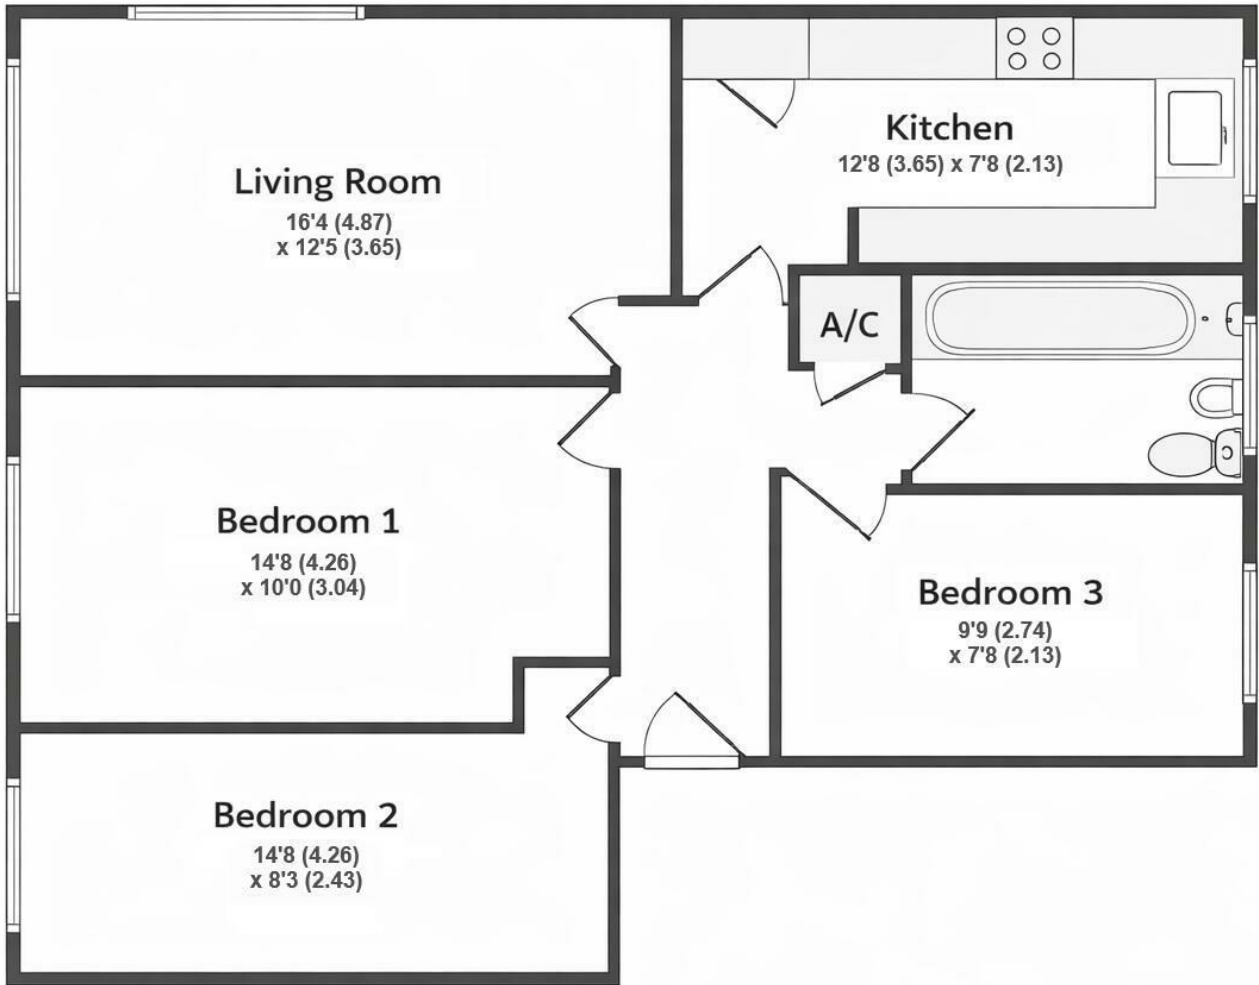 Living Room
16'4 (4.87)
x 12'5 (3.65)
Kitchen
12'8 (3.65) x 7'8 (2.13)
A/C
Bedroom 1
14'8 (4.26)
x 10'0 (3.04)
Bedroom 3
9'9 (2.74)
x 7'8 (2.13)
Bedroom 2
14'8 (4.26)
x 8'3 (2.43)